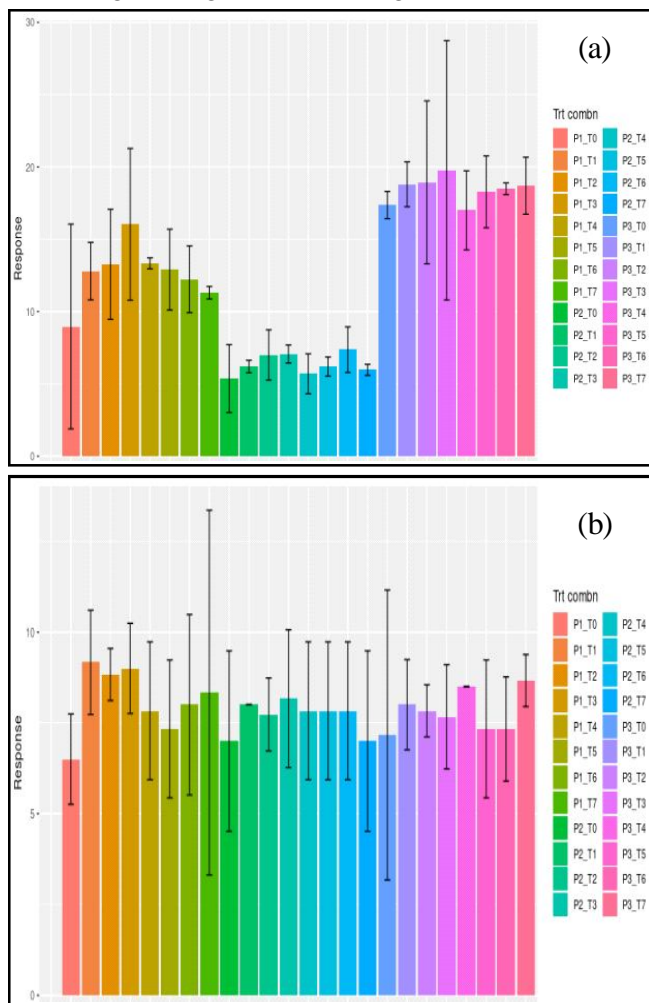 30
(a)
Trt combn
P1_T0 P2_T4
P1_T1 P2_T5
P1_T2 P2_T6
20
P1_T3 P2_T7
P1_T4 P3_T0
P1_T5 P3_T1
Response
P1_T6 P3_T2
P1_T7 P3_T3
10
P2_T0 P3_T4
P2_T1 P3_T5
P2_T2 P3_T6
P2_T3 P3_T7
0
(b)
Trt combn
10
P1_T0 P2_T4
P1_T1 P2_T5
P1_T2 P2_T6
P1_T3 P2_T7
P1_T4 P3_T0
Response
P1_T5 P3_T1
P1_T6 P3_T2
5
P1_T7 P3_T3
P2_T0 P3_T4
P2_T1 P3_T5
P2_T2 P3_T6
P2_T3 P3_T7
0